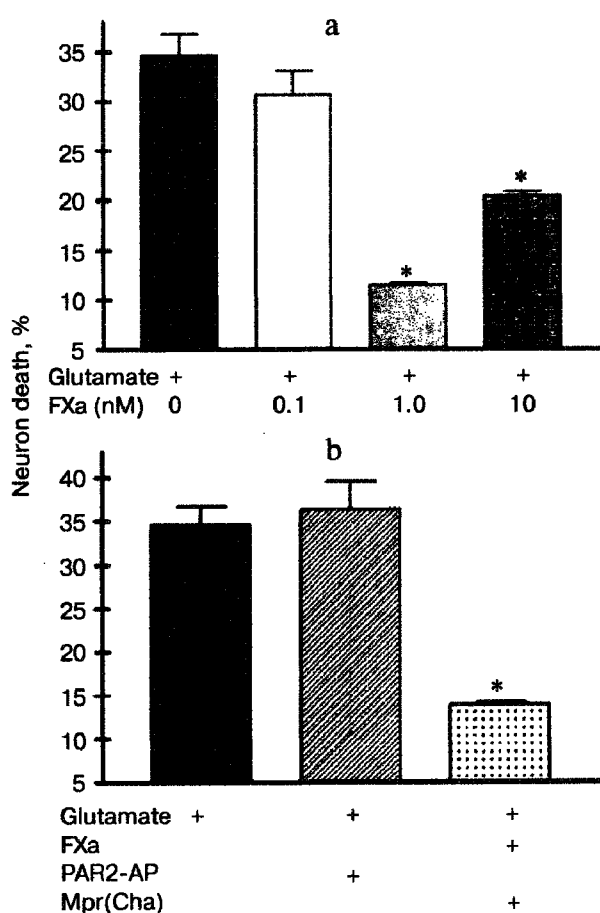 a
Neuron death, %
35
30
25
20
15
10
5
*
*
Glutamate + + + +
FXa (nM) 0 0.1 1.0 10
b
40
35
30
25
20
15
10
5
*
Glutamate + + +
FXa +
PAR2-AP +
Mpr(Cha) +